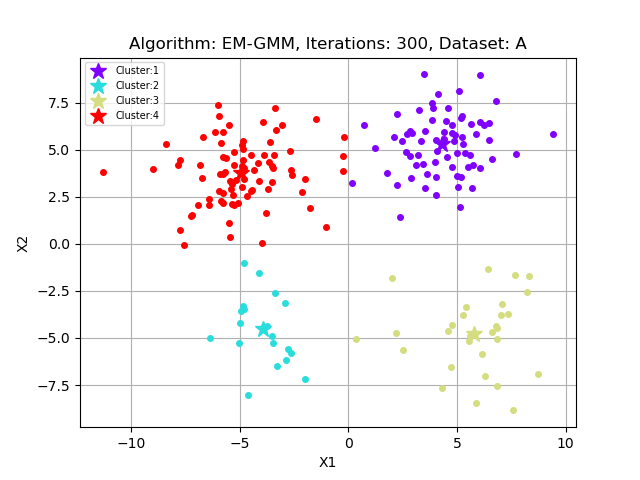 Algorithm: EM-GMM, Iterations: 300, Dataset: A
Cluster:1
Cluster:2
Cluster:3
Cluster:4
7.5
5.0
2.5
0.0
−2.5
−5.0
−7.5
X2
−10
−5
0
5
10
X1